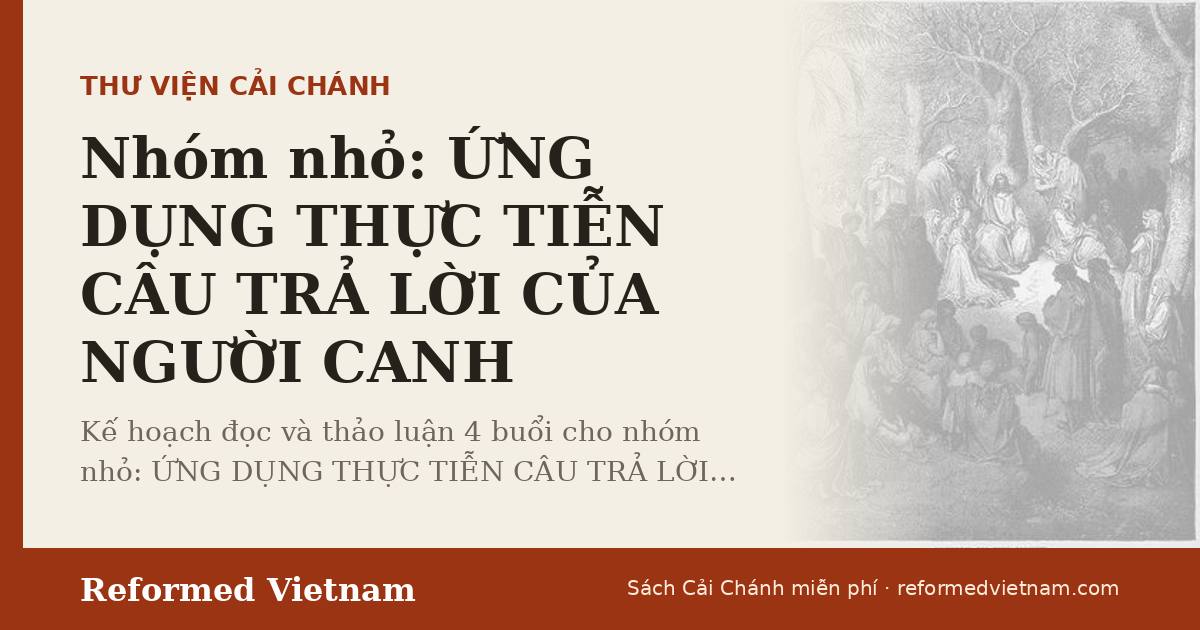 THƯ VIỆN CẢI CHÁNH
Nhóm nhỏ: ỨNG
DỤNG THỰC TIỄN
CÂU TRẢ LỜI CỦA
NGƯỜI CANH
Kế hoạch đọc và thảo luận 4 buổi cho nhóm
nhỏ: ỨNG DỤNG THỰC TIỄN CÂU TRẢ LỜI...
Reformed Vietnam
Sách Cải Chánh miễn phí · reformedvietnam.com